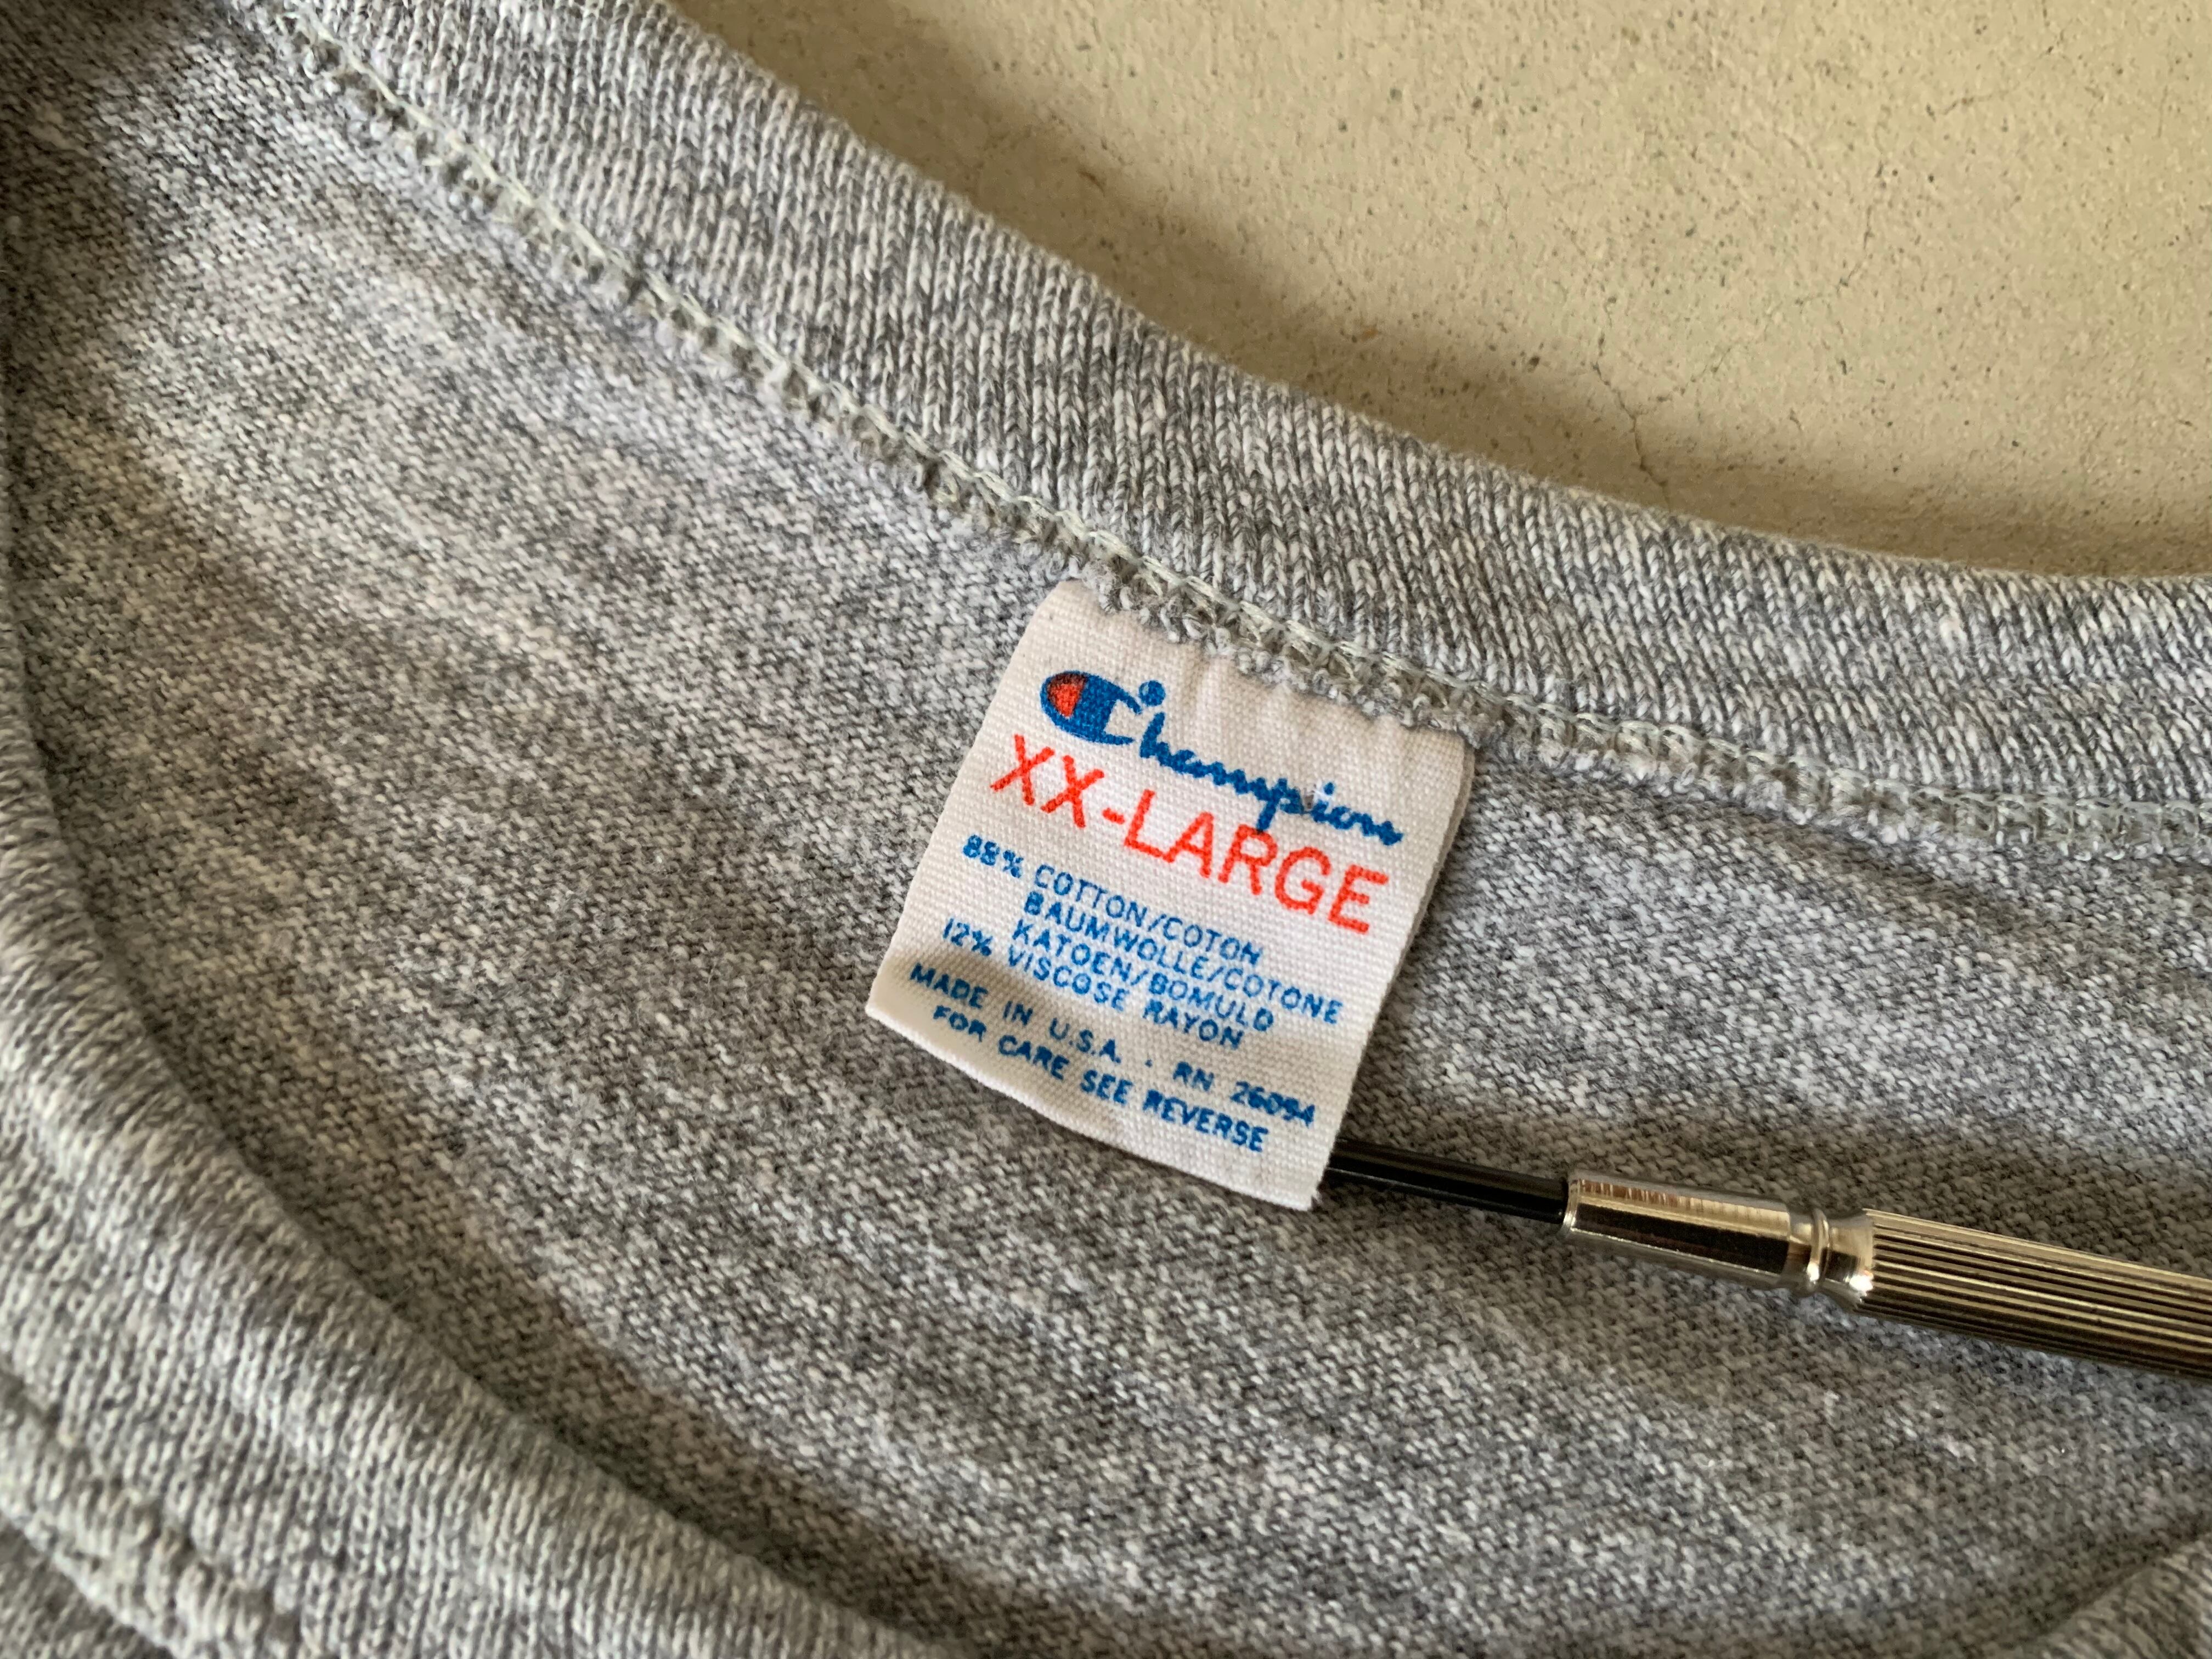 Champion
XX-LARGE
88% COTTON/COTON
BAUMWOLLE/COTONE
KATOEN/BOMULD
12% VISCOSE RAYON
MADE IN U.S.A. . RN 26094
FOR CARE SEE REVERSE